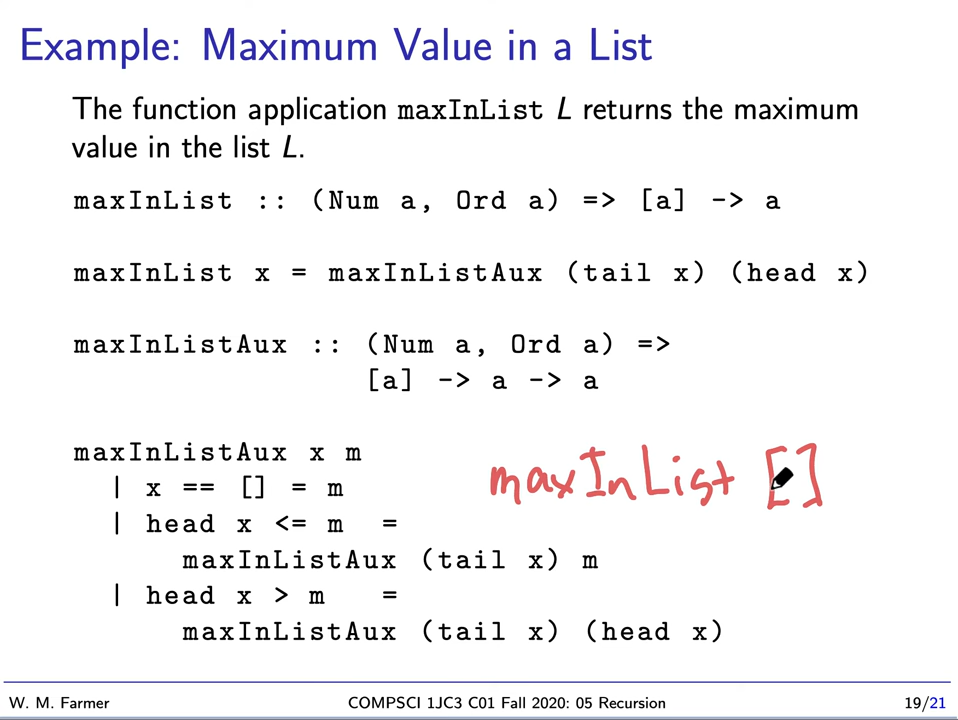 Example: Maximum Value in a List
The function application maxInList L returns the maximum
value in the list L.
maxInList :: (Num a, Ord a) => [a] -> a
maxInList x = maxInListAux (tail x) (head x)
maxInListAux :: (Num a, Ord a) =>
[a] -> a -> a
maxInListAux x m
| x == [] = m
maxInList []
| head x <= m =
maxInListAux (tail x) m
| head x > m =
maxInListAux (tail x) (head x)
W. M. Farmer
COMPSCI 1JC3 C01 Fall 2020: 05 Recursion
19/21